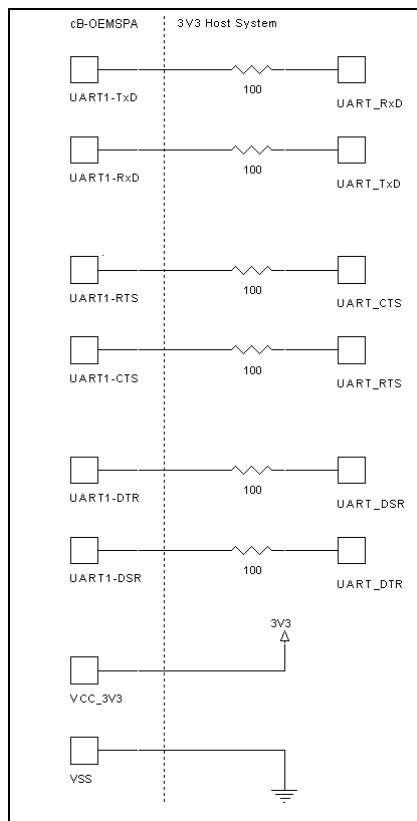 cB-OEMSPA 3V3 Host System
UART1-TxD 100 UART_RxD
UART1-RxD 100 UART_TxD
UART1-RTS 100 UART_CTS
UART1-CTS 100 UART_RTS
UART1-DTR 100 UART_DSR
UART1-DSR 100 UART_DTR
3V3
VCC_3V3
VSS